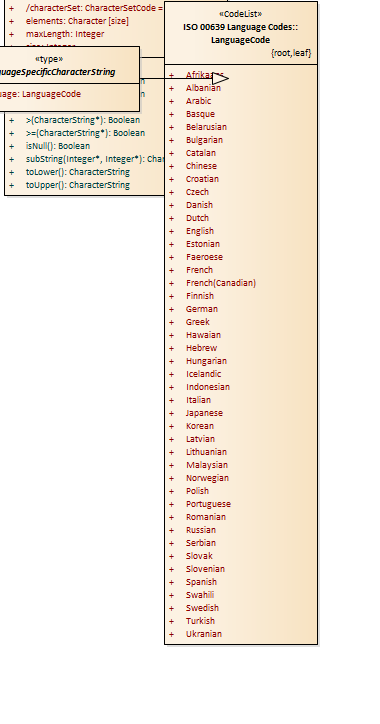 + /characterSet: CharacterSetCode =
+ elements: Character [size]
+ maxLength: Integer
«type»
uageSpecificCharacterString
uage: LanguageCode
+ >(CharacterString*): Boolean
+ >=(CharacterString*): Boolean
+ isNull(): Boolean
+ subString(Integer*, Integer*): Char
+ toLower(): CharacterString
+ toUpper(): CharacterString
«CodeList»
ISO 00639 Language Codes::
LanguageCode
{root,leaf}
+ Afrikaans
+ Albanian
+ Arabic
+ Basque
+ Belarusian
+ Bulgarian
+ Catalan
+ Chinese
+ Croatian
+ Czech
+ Danish
+ Dutch
+ English
+ Estonian
+ Faeroese
+ French
+ French(Canadian)
+ Finnish
+ German
+ Greek
+ Hawaian
+ Hebrew
+ Hungarian
+ Icelandic
+ Indonesian
+ Italian
+ Japanese
+ Korean
+ Latvian
+ Lithuanian
+ Malaysian
+ Norwegian
+ Polish
+ Portuguese
+ Romanian
+ Russian
+ Serbian
+ Slovak
+ Slovenian
+ Spanish
+ Swahili
+ Swedish
+ Turkish
+ Ukranian